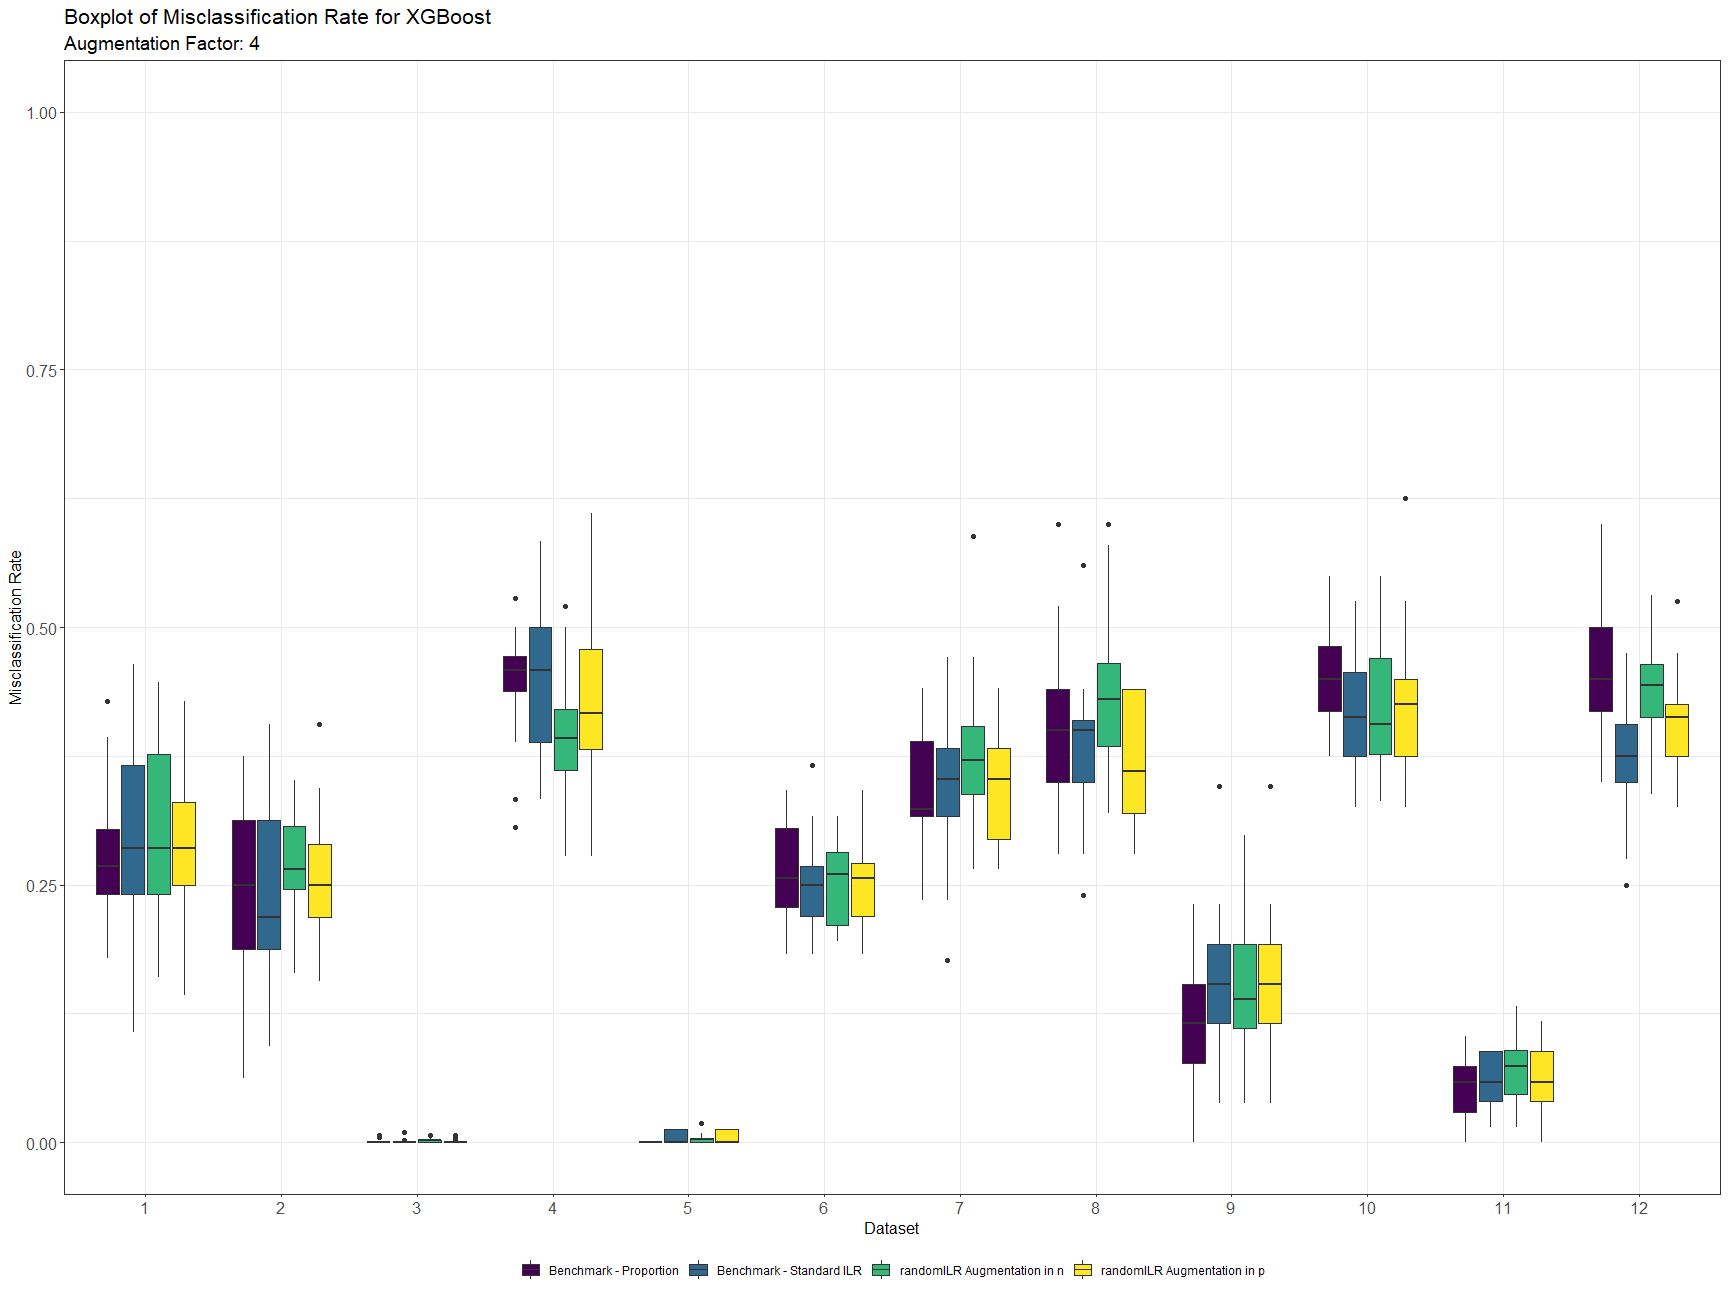 Boxplot of Misclassification Rate for XGBoost
Augmentation Factor: 4
1.00
0.75
0.50
0.25
0.00
Misclassification Rate
1 2 3 4 5 6 7 8 9 10 11 12
Dataset
Benchmark - Proportion Benchmark - Standard ILR randomILR Augmentation in n randomILR Augmentation in p